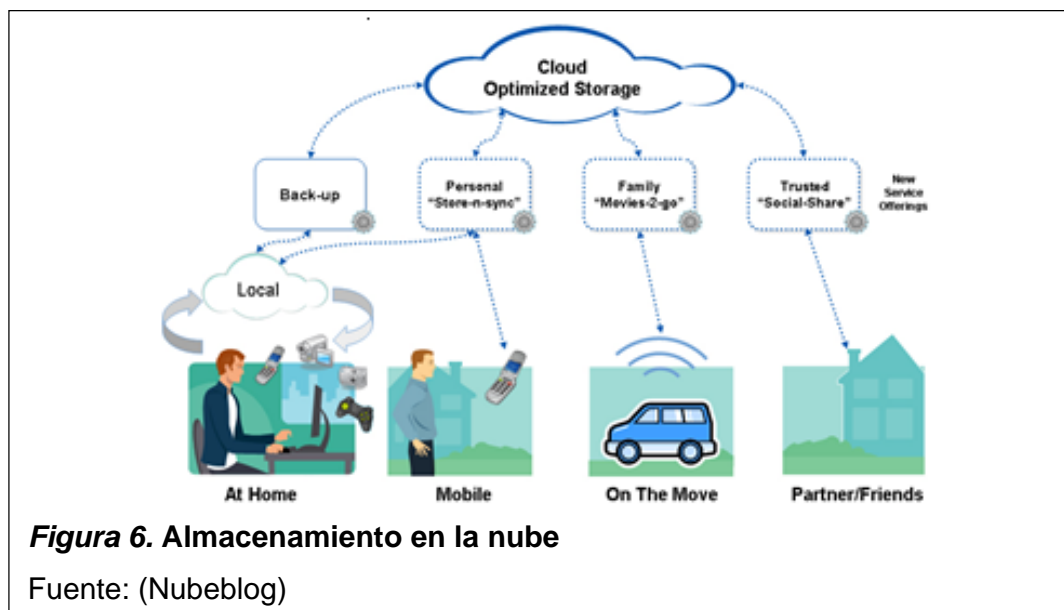 Cloud
Optimized Storage
Back-up
Personal
"Store-n-sync"
Family
"Movies-2-go"
Trusted
"Social-Share"
New
Service
Offerings
Local
At Home
Mobile
On The Move
Partner/Friends
Figura 6. Almacenamiento en la nube
Fuente: (Nubeblog)